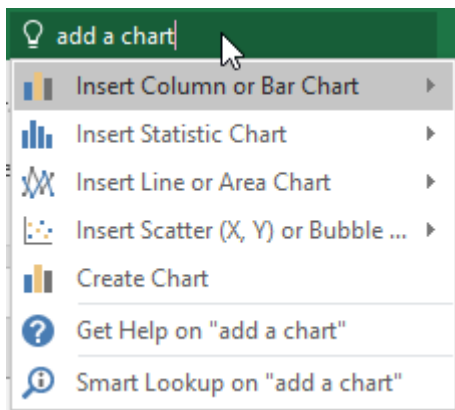 add a chart
Insert Column or Bar Chart
Insert Statistic Chart
Insert Line or Area Chart
Insert Scatter (X, Y) or Bubble ...
Create Chart
Get Help on "add a chart"
Smart Lookup on "add a chart"